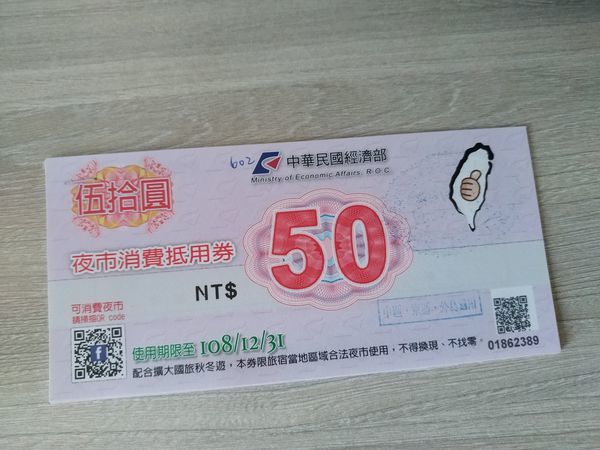 602
中華民國經濟部
Ministry of Economic Affairs, R.O.C.
伍拾圓
夜市消費抵用券
NT$
50
可消費夜市
請掃描QR code
使用期限至 108/12/31
配合擴大國旅秋冬遊，本券限旅宿當地區域合法夜市使用，不得換現、不找零。
01862389